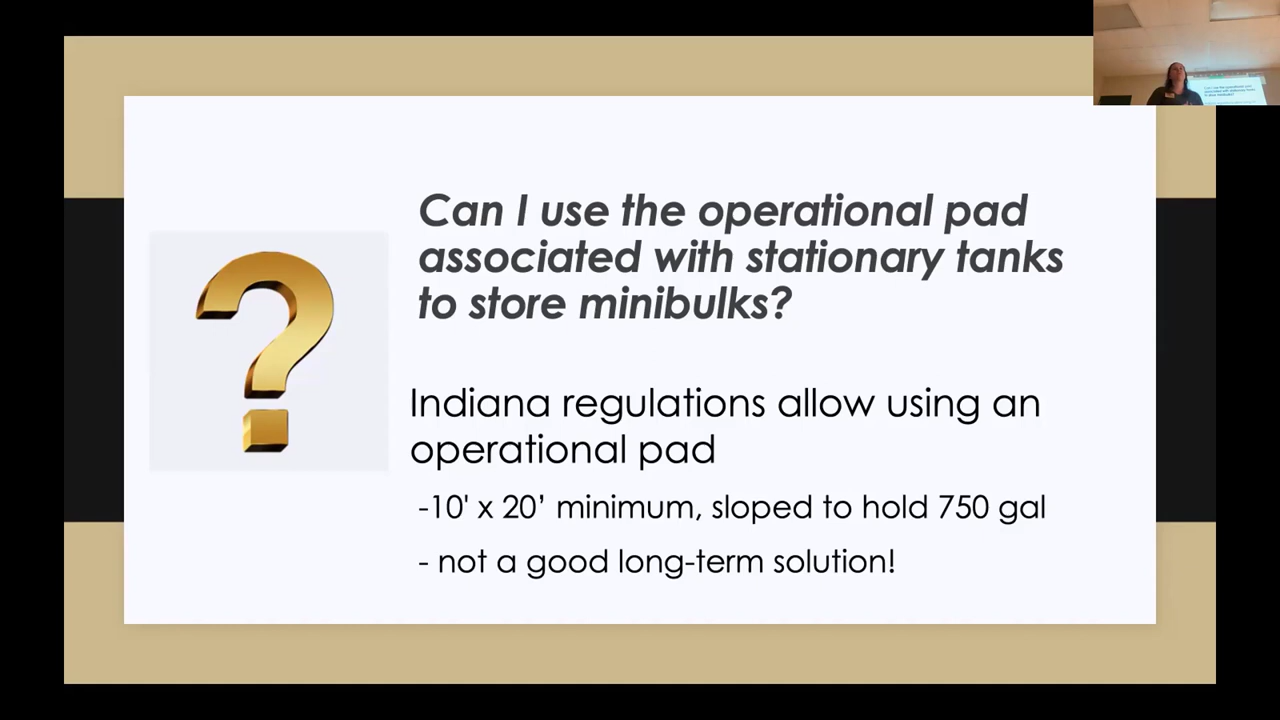 Can I use the operational pad
associated with stationary tanks
to store minibulks?
Indiana regulations allow using an
operational pad
-10' x 20’ minimum, sloped to hold 750 gal
- not a good long-term solution!